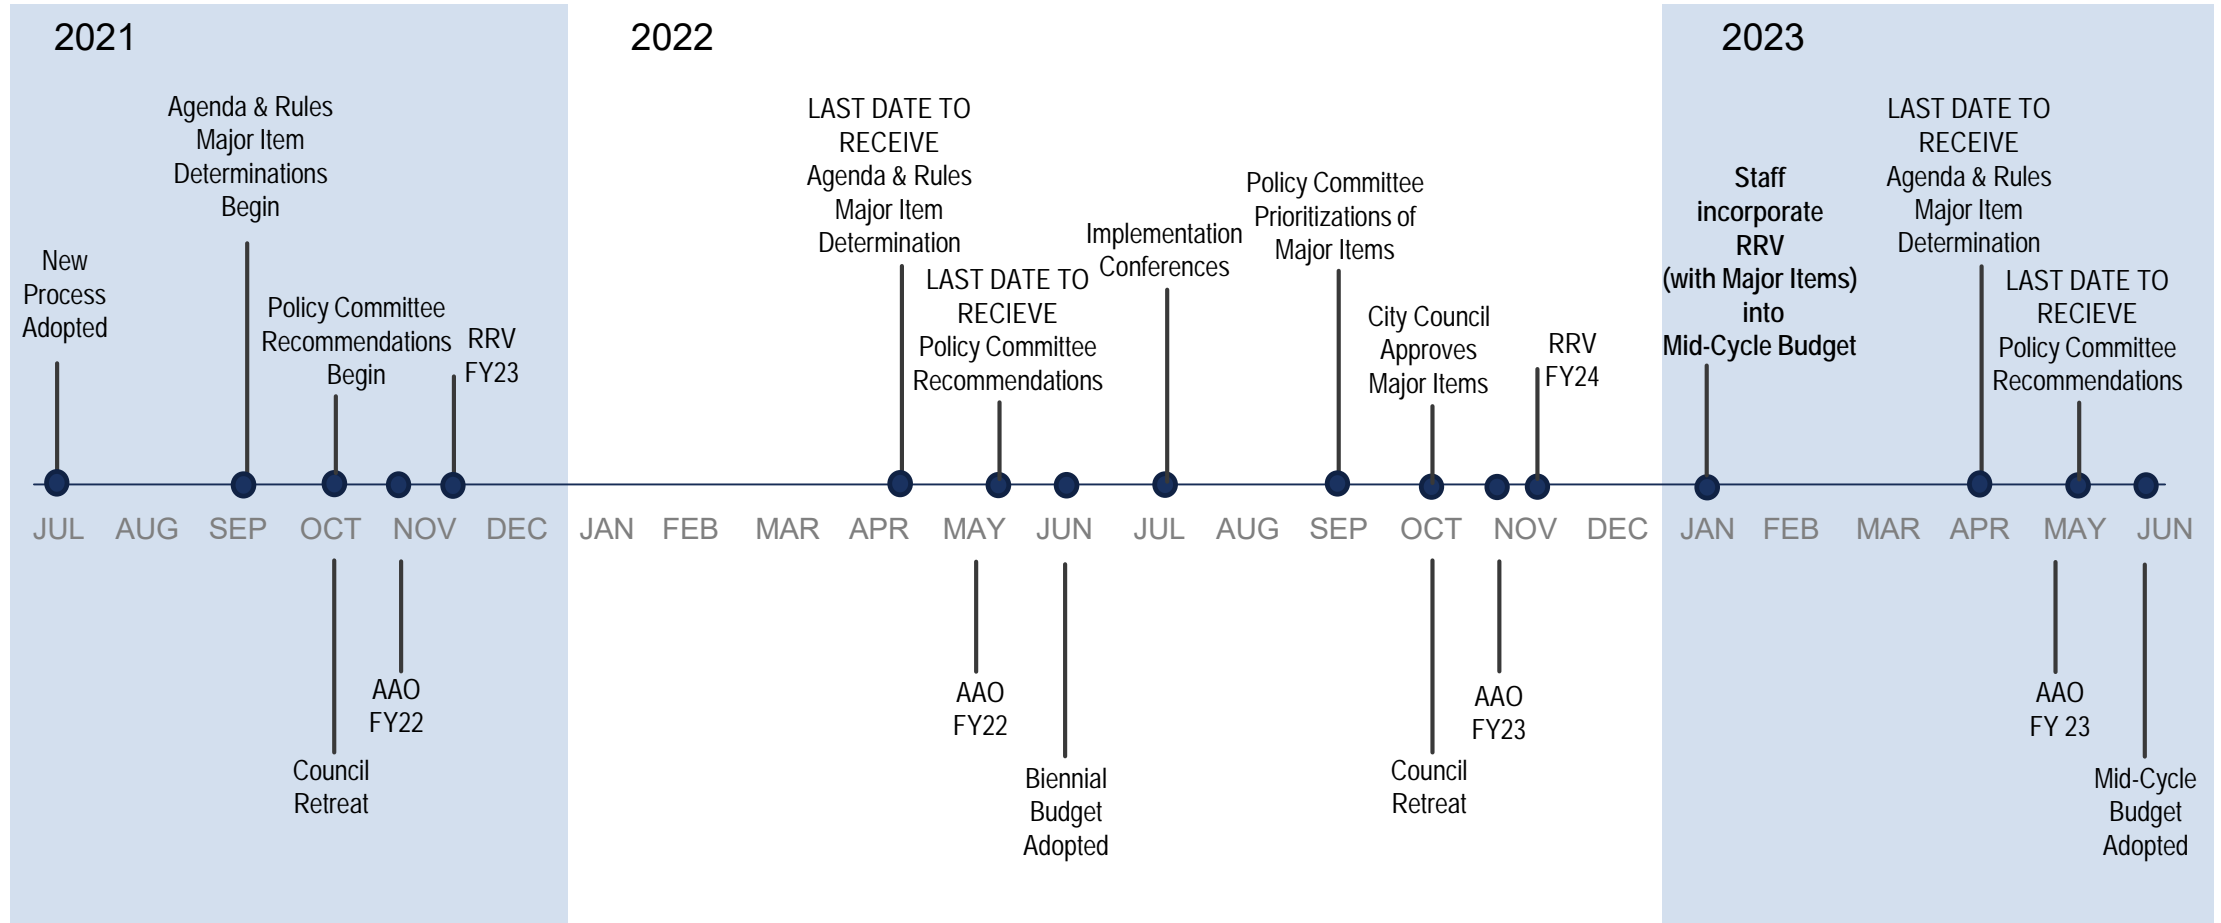 2021
2022
2023
New
Process
Adopted
Agenda & Rules
Major Item
Determinations
Begin
Policy Committee
Recommendations
Begin
RRV
FY23
LAST DATE TO
RECEIVE
Agenda & Rules
Major Item
Determination
LAST DATE TO
RECIEVE
Policy Committee
Recommendations
Implementation
Conferences
Policy Committee
Prioritizations of
Major Items
City Council
Approves
Major Items
RRV
FY24
Staff
incorporate
RRV
(with Major Items)
into
Mid-Cycle Budget
LAST DATE TO
RECEIVE
Agenda & Rules
Major Item
Determination
LAST DATE TO
RECIEVE
Policy Committee
Recommendations
JUL AUG SEP OCT NOV DEC JAN FEB MAR APR MAY JUN JUL AUG SEP OCT NOV DEC JAN FEB MAR APR MAY JUN
Council
Retreat
AAO
FY22
AAO
FY22
Biennial
Budget
Adopted
Council
Retreat
AAO
FY23
AAO
FY 23
Mid-Cycle
Budget
Adopted